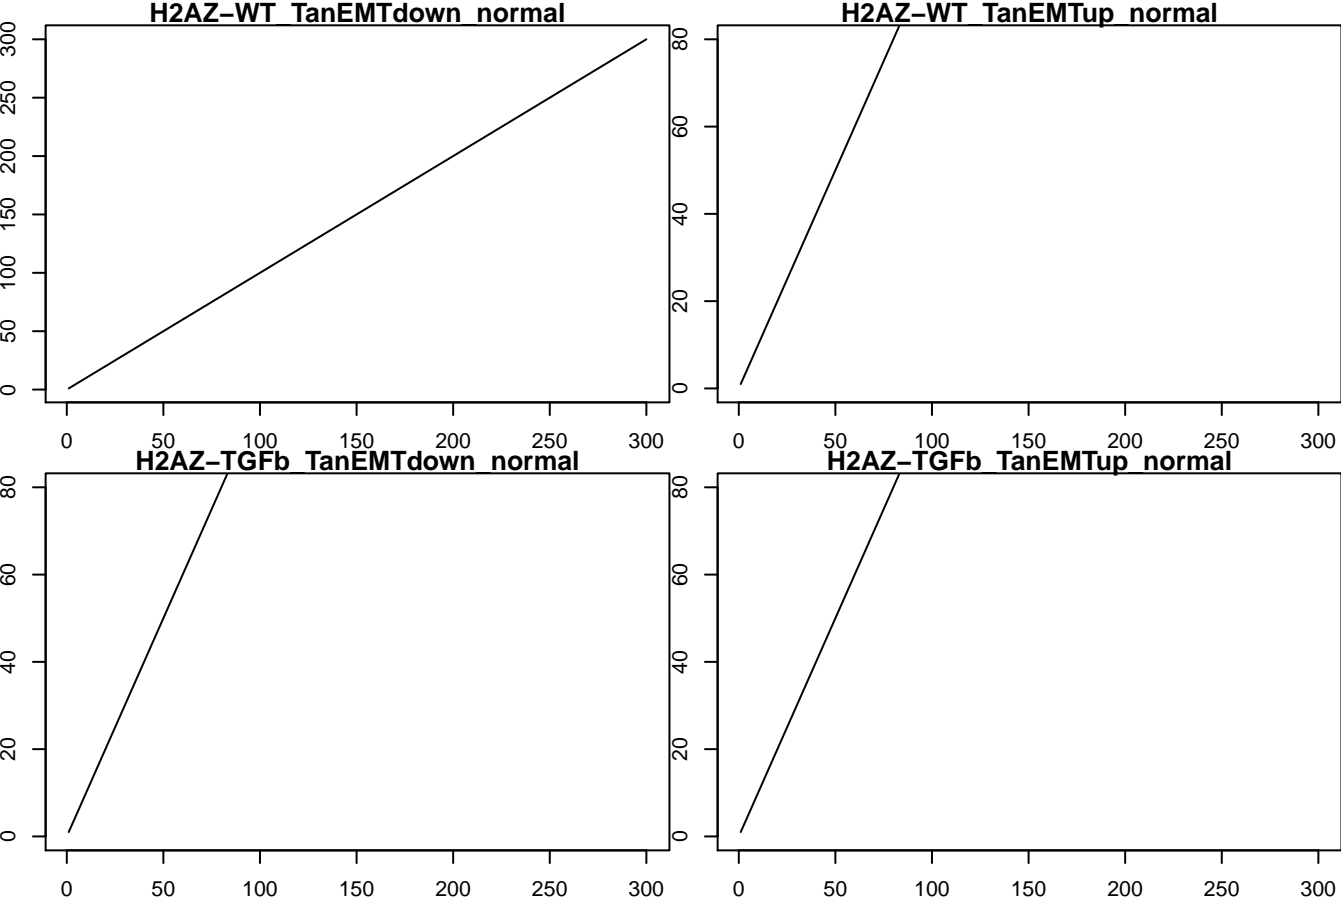 H2AZ−WT_TanEMTdown_normal
300
250
200
150
100
50
0
0 50 100 150 200 250 300
H2AZ−WT_TanEMTup_normal
80
60
40
20
0
0 50 100 150 200 250 300
H2AZ−TGFb_TanEMTdown_normal
80
60
40
20
0
0 50 100 150 200 250 300
H2AZ−TGFb_TanEMTup_normal
80
60
40
20
0
0 50 100 150 200 250 300